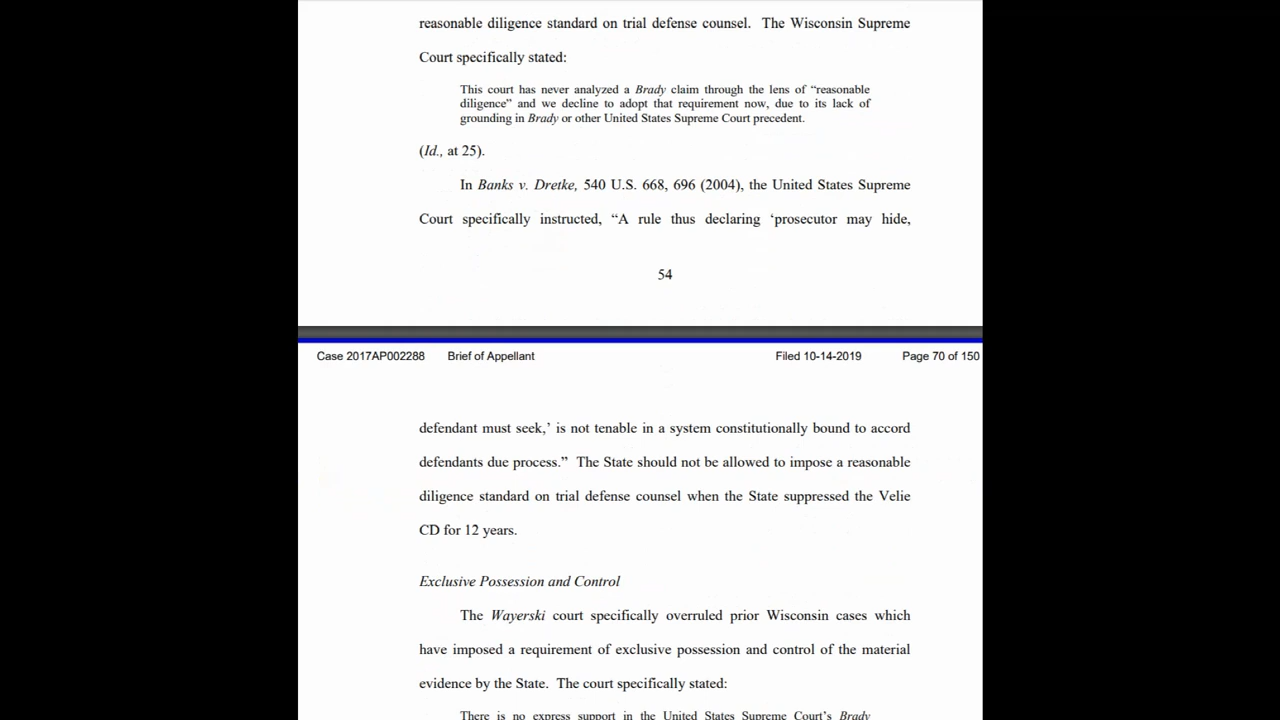 reasonable diligence standard on trial defense counsel. The Wisconsin Supreme
Court specifically stated:
This court has never analyzed a Brady claim through the lens of “reasonable
diligence” and we decline to adopt that requirement now, due to its lack of
grounding in Brady or other United States Supreme Court precedent.
(Id., at 25).
In Banks v. Dretke, 540 U.S. 668, 696 (2004), the United States Supreme
Court specifically instructed, “A rule thus declaring ‘prosecutor may hide,
54
Case 2017AP002288 Brief of Appellant Filed 10-14-2019 Page 70 of 150
defendant must seek,’ is not tenable in a system constitutionally bound to accord
defendants due process.” The State should not be allowed to impose a reasonable
diligence standard on trial defense counsel when the State suppressed the Velie
CD for 12 years.
Exclusive Possession and Control
The Wayerski court specifically overruled prior Wisconsin cases which
have imposed a requirement of exclusive possession and control of the material
evidence by the State. The court specifically stated:
There is no express support in the United States Supreme Court’s Brady